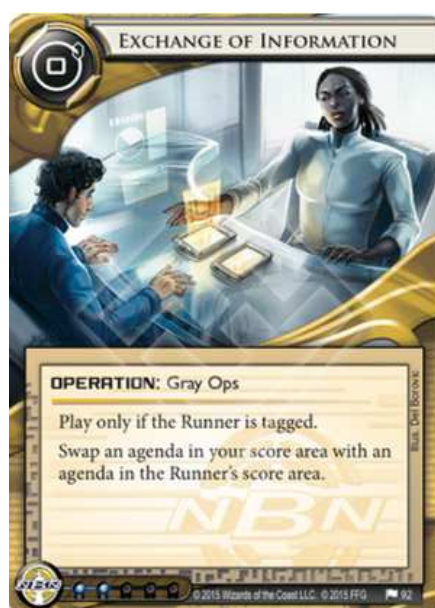 EXCHANGE OF INFORMATION
OPERATION: Gray Ops
Play only if the Runner is tagged.
Swap an agenda in your score area with an
agenda in the Runner's score area.
Illus. Del Borovic
NBN
NBN
© 2015 Wizards of the Coast LLC. © 2015 FFG
92